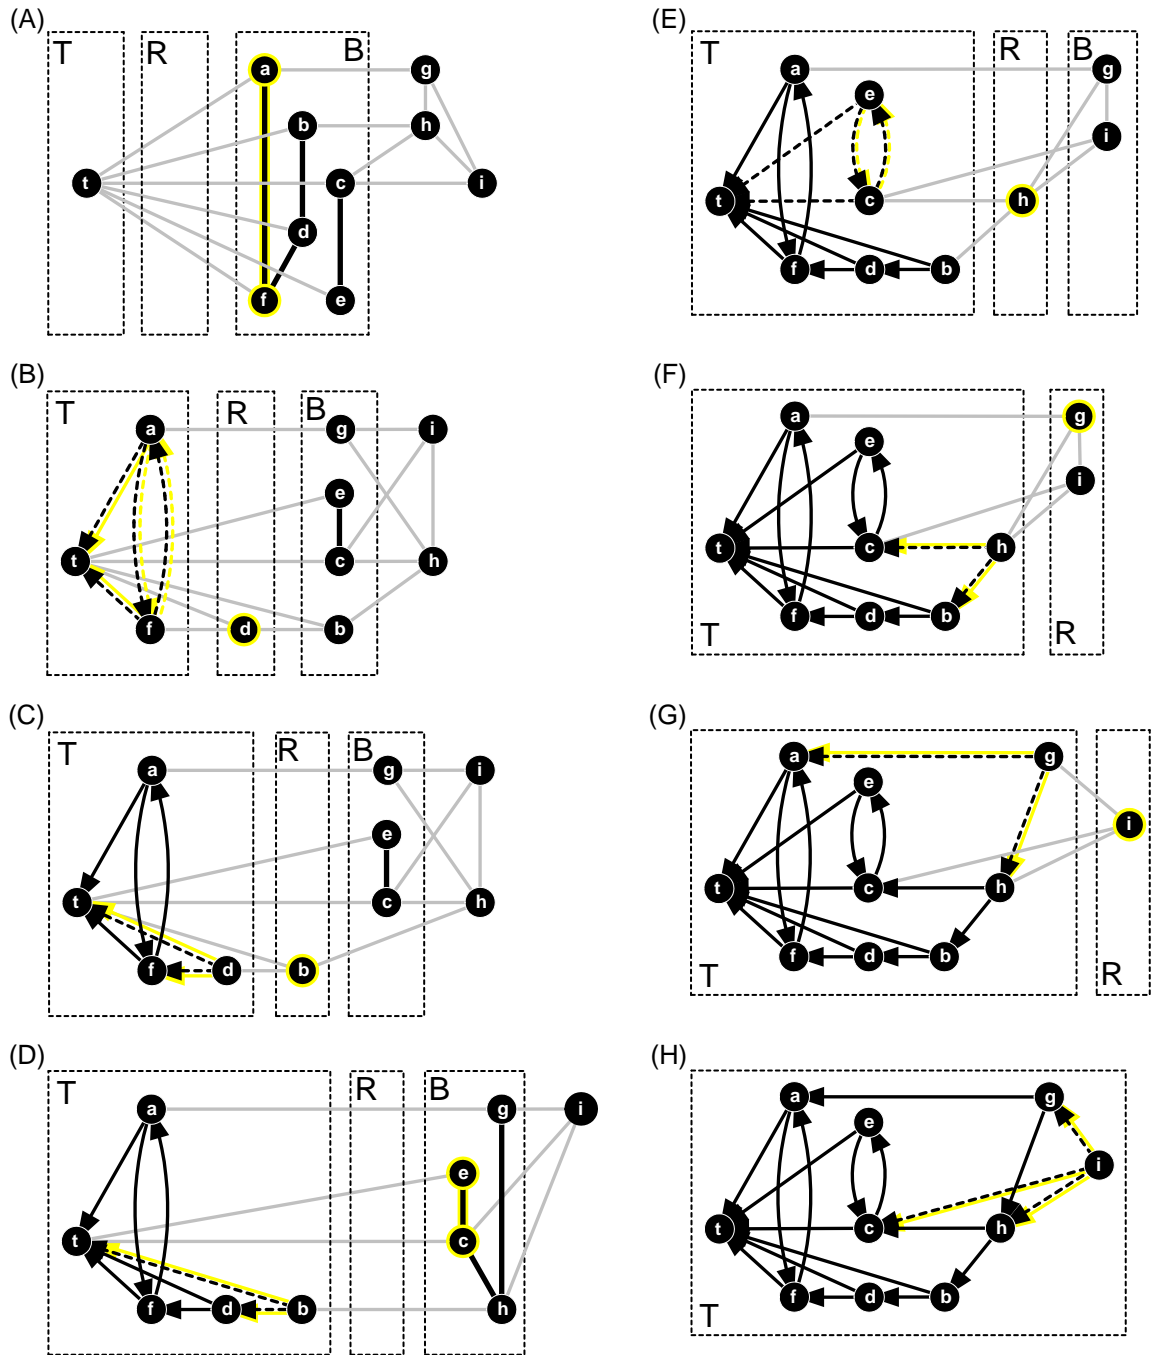 (A)
T R B
a g
b h
t c i
d
f e
(B)
T R B
a g i
e
t c h
f d b
(C)
T R B
a g i
e
t c h
f d b
(D)
T R B
a g i
e
t c
f d b h
(E)
T R B
a g
e i
t c h
f d b
(F)
a g
e i
t c h
f d b
T R
(G)
a g
e i
t c h
f d b
T R
(H)
a g
e i
t c h
f d b
T